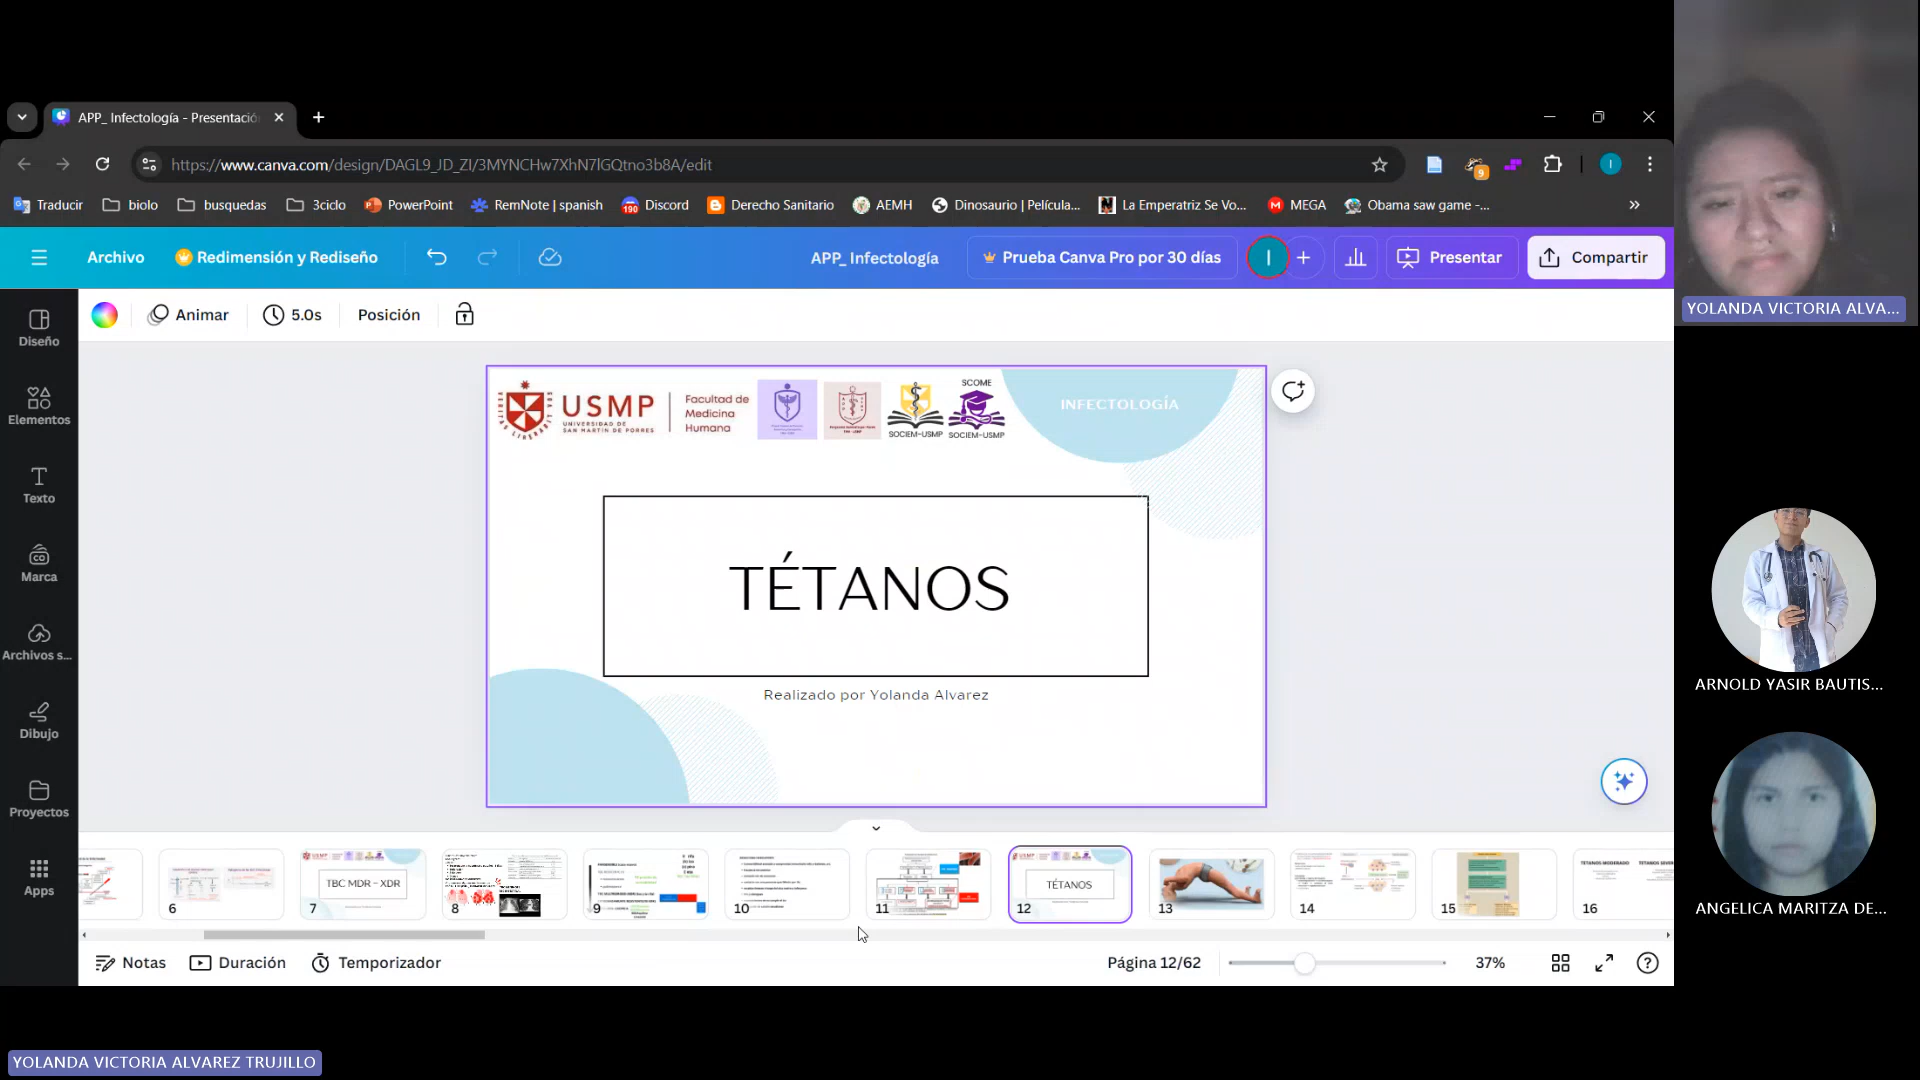 APP_ Infectología - Presentació
https://www.canva.com/design/DAGL9_JD_ZI/3MYNCHw7XhN7lGQtno3b8A/edit
9
I
Traducir
biolo
busquedas
3ciclo
PowerPoint
RemNote | spanish
190
Discord
Derecho Sanitario
AEMH
Dinosaurio | Película...
La Emperatriz Se Vo...
MEGA
Obama saw game -...
Archivo
Redimensión y Rediseño
APP_ Infectología
Prueba Canva Pro por 30 días
I
Presentar
Compartir
Animar
5.0s
Posición
Diseño
Elementos
Texto
Marca
Archivos s...
Dibujo
Proyectos
Apps
USMP
UNIVERSIDAD DE
SAN MARTIN DE PORRES
Facultad de
Medicina
Humana
SOCIEM-USMP
SCOME
SOCIEM-USMP
INFECTOLOGÍA
TÉTANOS
Realizado por Yolanda Alvarez
6
TBC MDR - XDR
7
8
9
10
11
TÉTANOS
12
13
14
15
TETANOS MODERADO
16
Notas
Duración
Temporizador
Página 12/62
37%
YOLANDA VICTORIA ALVA...
ARNOLD YASIR BAUTIS...
ANGELICA MARITZA DE...
YOLANDA VICTORIA ALVAREZ TRUJILLO